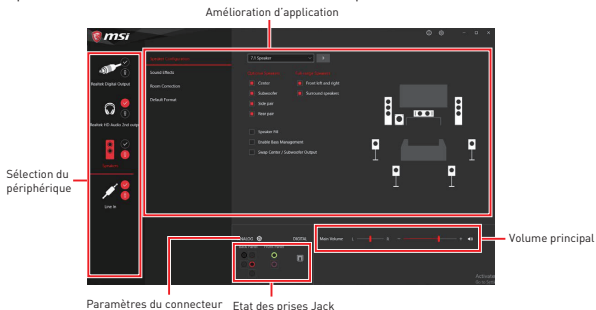 Amélioration d'application
msi
Speaker Configuration
7.1 Speaker
Realtek Digital Output
Sound Effects
Room Correction
Default Format
Center
Front left and right
Subwoofer
Surround speakers
Side pair
Rear pair
Realtek HD Audio 2nd output
Speaker Fill
Enable Bass Management
Swap Center / Subwoofer Output
Speakers
Sélection du
périphérique
Line In
ANALOG
DIGITAL
Main Volume
L
R
Volume principal
Activate
Paramètres du connecteur
Etat des prises Jack